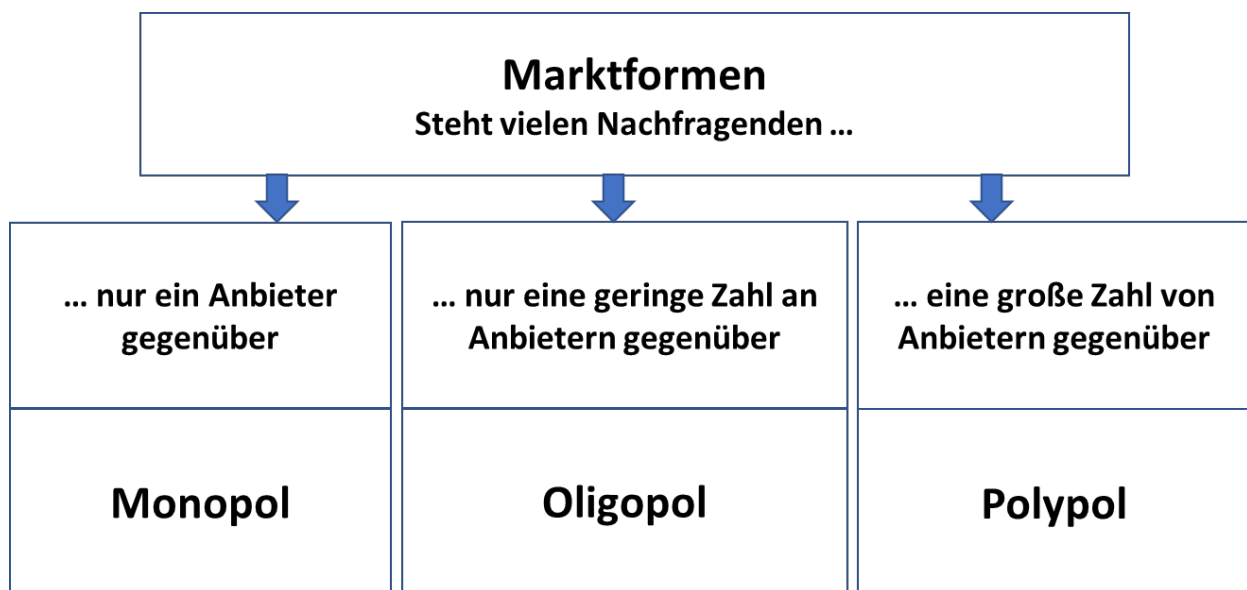 Marktformen
Steht vielen Nachfragenden ...
... nur ein Anbieter
gegenüber
... nur eine geringe Zahl an
Anbietern gegenüber
... eine große Zahl von
Anbietern gegenüber
Monopol
Oligopol
Polypol